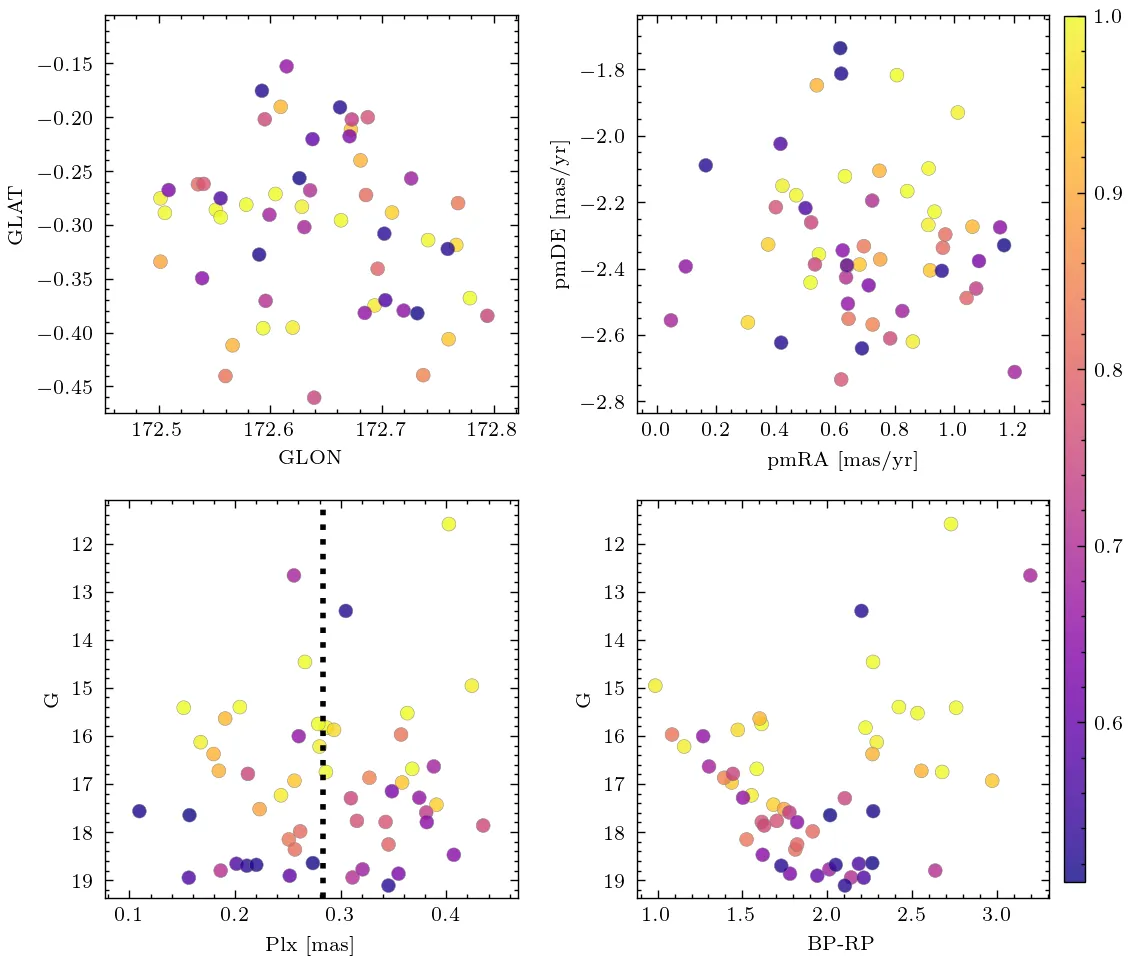 −0.15
−0.20
−0.25
−0.30
−0.35
−0.40
−0.45
GLAT
172.5 172.6 172.7 172.8
GLON
−1.8
−2.0
−2.2
−2.4
−2.6
−2.8
pmDE [mas/yr]
0.0 0.2 0.4 0.6 0.8 1.0 1.2
pmRA [mas/yr]
12
13
14
15
16
17
18
19
G
0.1 0.2 0.3 0.4
Plx [mas]
12
13
14
15
16
17
18
19
G
1.0 1.5 2.0 2.5 3.0
BP-RP
1.0
0.9
0.8
0.7
0.6